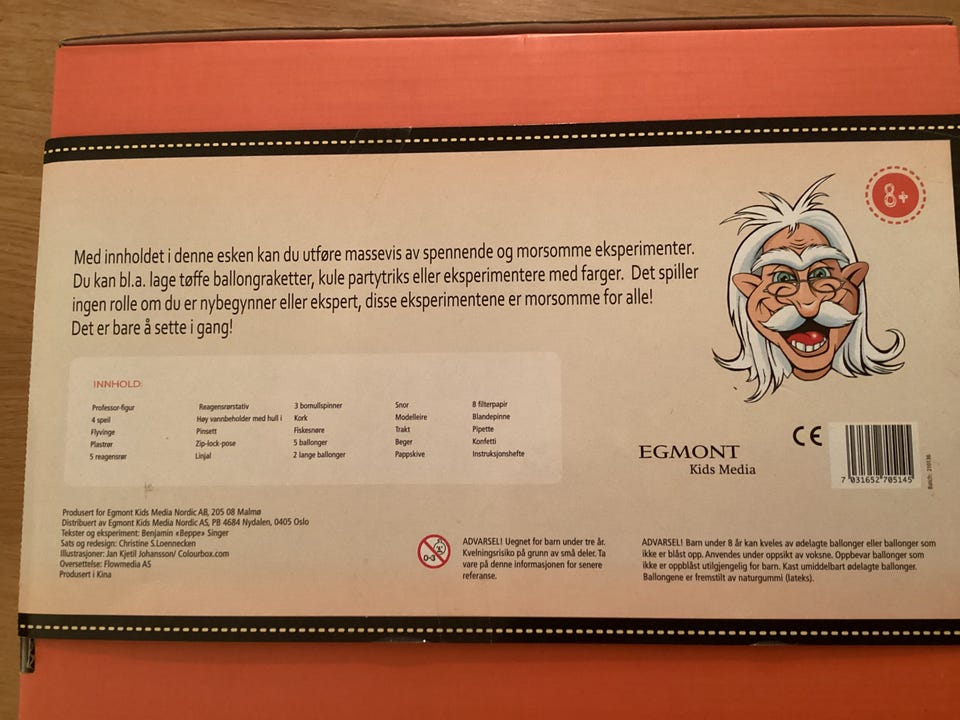 8+
Med innholdet i denne esken kan du utføre massevis av spennende og morsomme eksperimenter.
Du kan bl.a. lage tøffe ballongraketter, kule partytriks eller eksperimentere med farger. Det spiller
ingen rolle om du er nybegynner eller ekspert, disse eksperimentene er morsomme for alle!
Det er bare å sette i gang!
INNHOLD:
Professor-figur
4 speil
Flyvinge
Plastrør
5 reagensrør
Reagensrørstativ
Høy vannbeholder med hull i
Pinsett
Zip-lock-pose
Linjal
3 bomullspinner
Kork
Fiskesnøre
5 ballonger
2 lange ballonger
Snor
Modelleire
Trakt
Beger
Pappskive
8 filterpapir
Blandepinne
Pipette
Konfetti
Instruksjonshefte
EGMONT
Kids Media
CE
7 031652 705145
Batch: 210136
Produsert for Egmont Kids Media Nordic AB, 205 08 Malmø
Distribuert av Egmont Kids Media Nordic AS, PB 4684 Nydalen, 0405 Oslo
Tekster og eksperiment: Benjamin «Beppe» Singer
Sats og redesign: Christine S.Loennecken
Illustrasjoner: Jan Kjetil Johansson/ Colourbox.com
Oversettelse: Flowmedia AS
Produsert i Kina
0-3
ADVARSEL! Uegnet for barn under tre år.
Kvelningsrisiko på grunn av små deler. Ta
vare på denne informasjonen for senere
referanse.
ADVARSEL! Barn under 8 år kan kveles av ødelagte ballonger eller ballonger som
ikke er blåst opp. Anvendes under oppsikt av voksne. Oppbevar ballonger som
ikke er oppblåst utilgjengelig for barn. Kast umiddelbart ødelagte ballonger.
Ballongene er fremstilt av naturgummi (lateks).